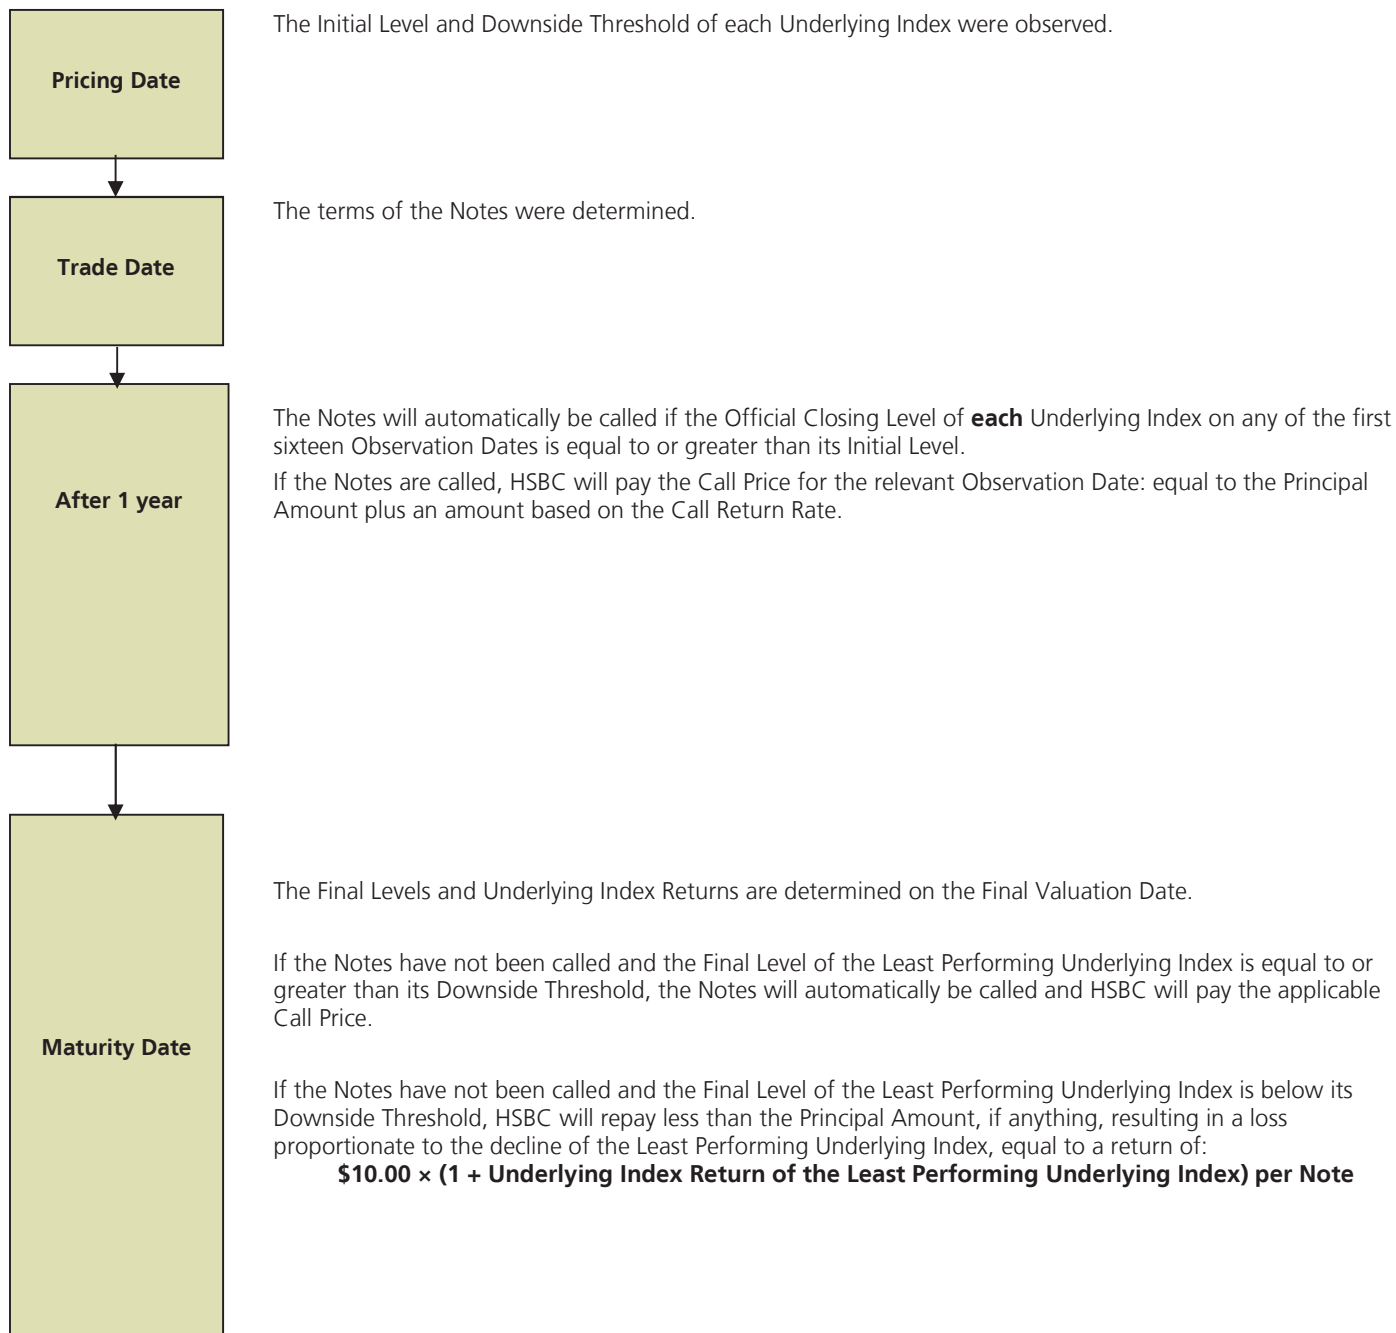 Pricing Date
The Initial Level and Downside Threshold of each Underlying Index were observed.
Trade Date
The terms of the Notes were determined.
After 1 year
The Notes will automatically be called if the Official Closing Level of each Underlying Index on any of the first
sixteen Observation Dates is equal to or greater than its Initial Level.
If the Notes are called, HSBC will pay the Call Price for the relevant Observation Date: equal to the Principal
Amount plus an amount based on the Call Return Rate.
Maturity Date
The Final Levels and Underlying Index Returns are determined on the Final Valuation Date.
If the Notes have not been called and the Final Level of the Least Performing Underlying Index is equal to or
greater than its Downside Threshold, the Notes will automatically be called and HSBC will pay the applicable
Call Price.
If the Notes have not been called and the Final Level of the Least Performing Underlying Index is below its
Downside Threshold, HSBC will repay less than the Principal Amount, if anything, resulting in a loss
proportionate to the decline of the Least Performing Underlying Index, equal to a return of:
$10.00 × (1 + Underlying Index Return of the Least Performing Underlying Index) per Note